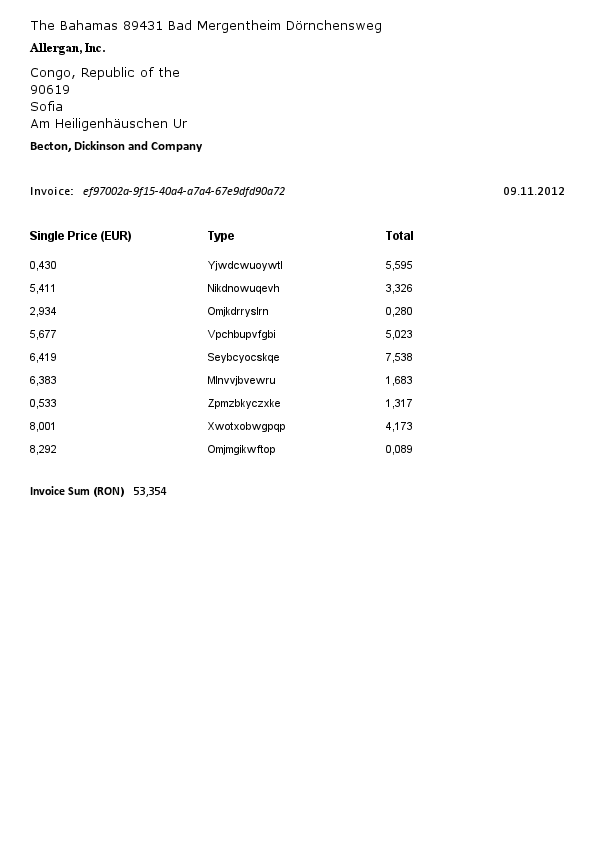 The Bahamas 89431 Bad Mergentheim Dörnchensweg
Allergan, Inc.
Congo, Republic of the
90619
Sofia
Am Heiligenhäuschen Ur
Becton, Dickinson and Company
Invoice: ef97002a-9f15-40a4-a7a4-67e9dfd90a72 09.11.2012
Single Price (EUR) Type Total
0,430 Yjwdcwuoywtl 5,595
5,411 Nikdnowuqevh 3,326
2,934 Omjkdrryslrn 0,280
5,677 Vpchbupvfgbi 5,023
6,419 Seybcyocskqe 7,538
6,383 Mlnvvjbvewru 1,683
0,533 Zpmzbkyczxke 1,317
8,001 Xwotxobwgpqp 4,173
8,292 Omjmgikwftop 0,089
Invoice Sum (RON) 53,354